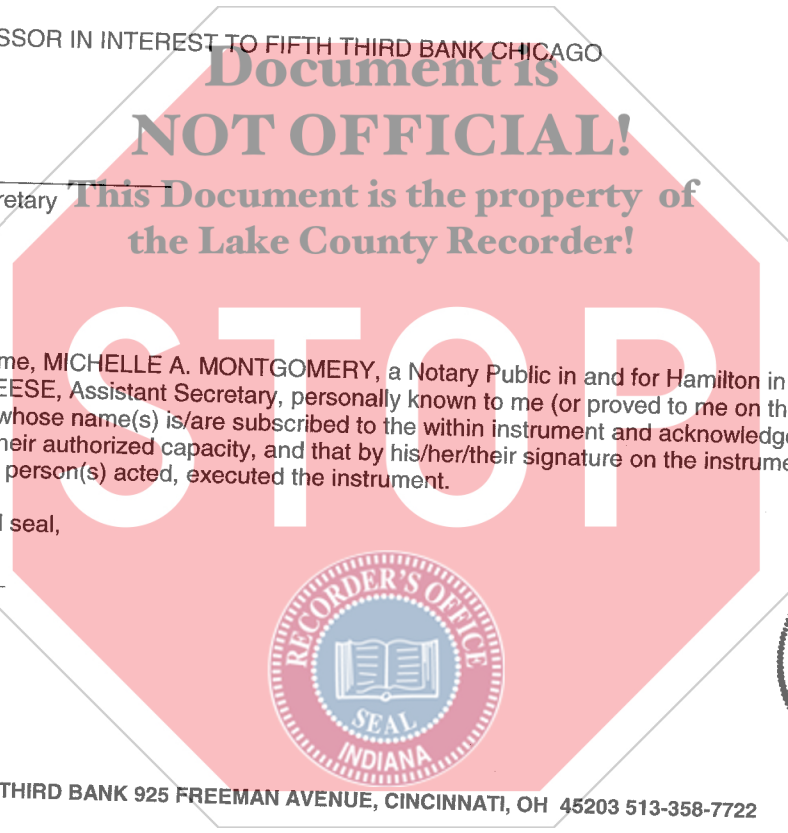 SSOR IN INTEREST TO FIFTH THIRD BANK CHICAGO
Document is
NOT OFFICIAL!
retary
This Document is the property of
the Lake County Recorder!
STOP
me, MICHELLE A. MONTGOMERY, a Notary Public in and for Hamilton in
EESE, Assistant Secretary, personally known to me (or proved to me on th
whose name(s) is/are subscribed to the within instrument and acknowledge
heir authorized capacity, and that by his/her/their signature on the instrume
person(s) acted, executed the instrument.
l seal,
RECORDER'S OFFICE
SEAL
INDIANA
THIRD BANK 925 FREEMAN AVENUE, CINCINNATI, OH 45203 513-358-7722